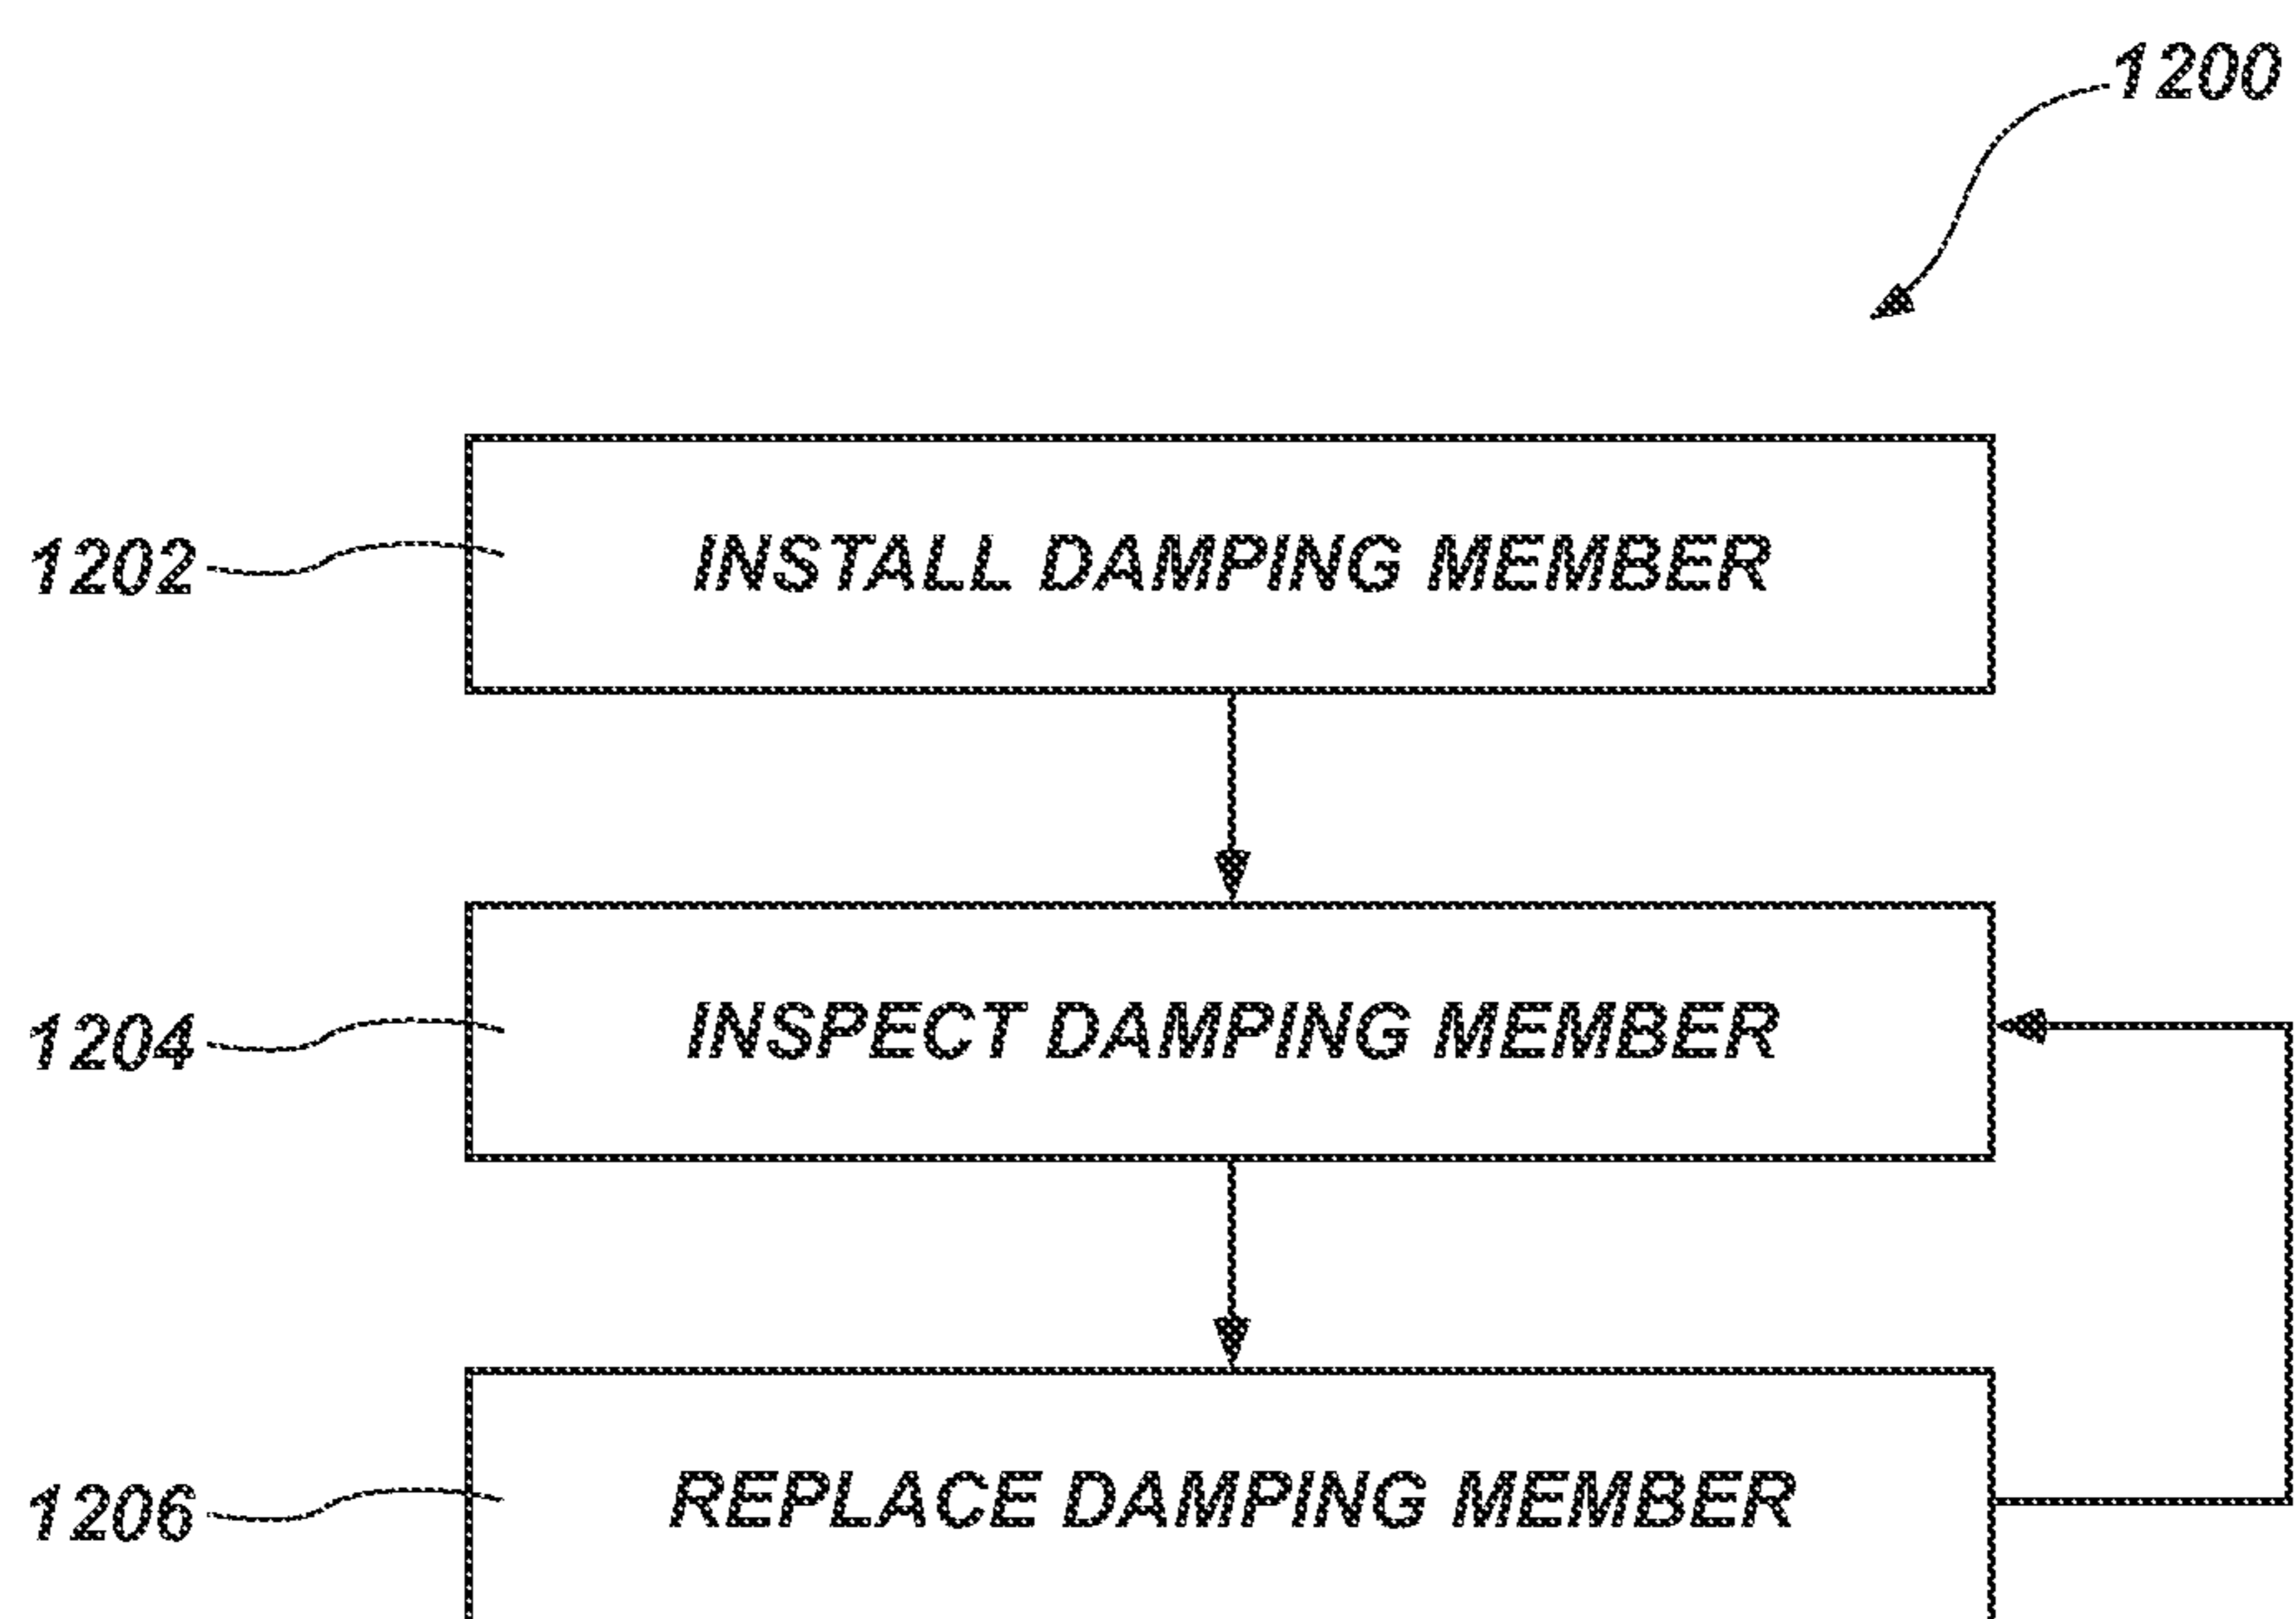 1200
1202 INSTALL DAMPING MEMBER
1204 INSPECT DAMPING MEMBER
1206 REPLACE DAMPING MEMBER